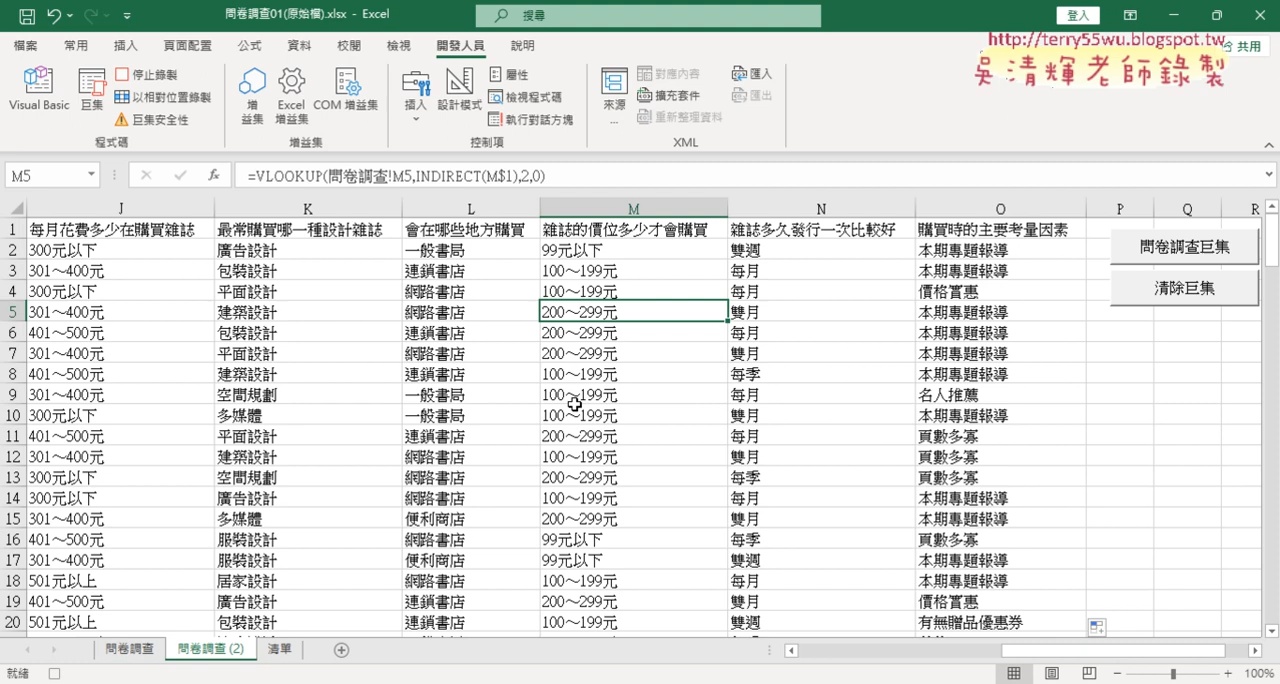 問卷調查01(原始檔).xlsx - Excel
搜尋
登入
檔案 常用 插入 頁面配置 公式 資料 校閱 檢視 開發人員 說明
共用
http://terry55wu.blogspot.tw
吳清輝老師錄製
Visual Basic
巨集
停止錄製
以相對位置錄製
巨集安全性
程式碼
增益集
Excel 增益集
COM 增益集
增益集
插入
設計模式
屬性
檢視程式碼
執行對話方塊
控制項
來源...
對應內容
擴充套件
重新整理資料
匯入
匯出
XML
M5 fx =VLOOKUP(問卷調查!M5,INDIRECT(M$1),2,0)
J K L M N O P Q R
1 每月花費多少在購買雜誌 最常購買哪一種設計雜誌 會在哪些地方購買 雜誌的價位多少才會購買 雜誌多久發行一次比較好 購買時的主要考量因素
2 300元以下 廣告設計 一般書局 99元以下 雙週 本期專題報導
3 301～400元 包裝設計 連鎖書店 100～199元 每月 本期專題報導
4 300元以下 平面設計 網路書店 100～199元 每月 價格實惠
5 301～400元 建築設計 網路書店 200～299元 雙月 本期專題報導
6 401～500元 包裝設計 網路書店 200～299元 每月 本期專題報導
7 301～400元 平面設計 網路書店 200～299元 雙月 本期專題報導
8 401～500元 建築設計 連鎖書店 100～199元 每季 本期專題報導
9 301～400元 空間規劃 一般書局 100～199元 每月 名人推薦
10 300元以下 多媒體 一般書局 100～199元 雙月 本期專題報導
11 401～500元 平面設計 連鎖書店 200～299元 每月 頁數多寡
12 301～400元 建築設計 網路書店 100～199元 雙月 頁數多寡
13 300元以下 空間規劃 網路書店 200～299元 每季 頁數多寡
14 300元以下 廣告設計 網路書店 100～199元 每月 本期專題報導
15 301～400元 多媒體 便利商店 200～299元 雙月 本期專題報導
16 401～500元 服裝設計 網路書店 99元以下 每季 頁數多寡
17 301～400元 服裝設計 便利商店 99元以下 雙週 本期專題報導
18 501元以上 居家設計 網路書店 100～199元 每月 本期專題報導
19 401～500元 廣告設計 連鎖書店 200～299元 雙月 價格實惠
20 501元以上 包裝設計 連鎖書店 100～199元 雙週 有無贈品優惠券
問卷調查巨集
清除巨集
問卷調查 問卷調查 (2) 清單
就緒
100%